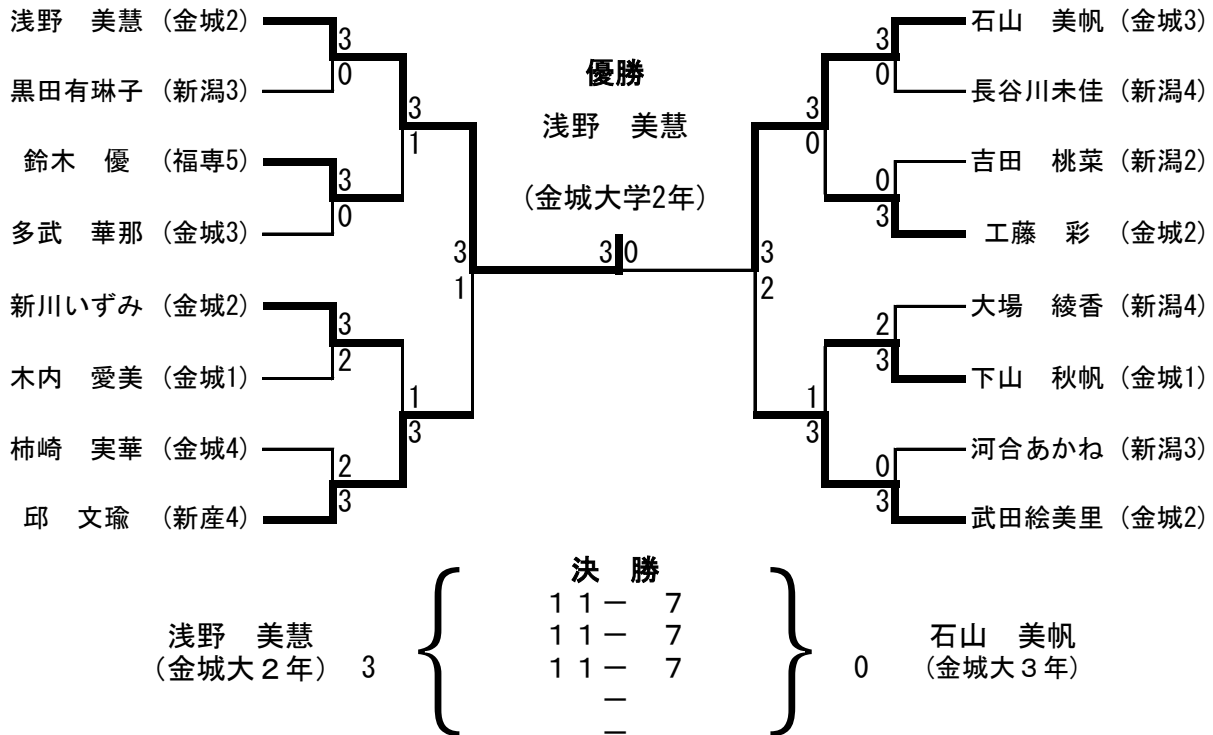 浅野　美慧 (金城2)
3
0
黒田有琳子 (新潟3)
3
1
鈴木　優 (福専5)
3
0
多武　華那 (金城3)
3
1
新川いずみ (金城2)
3
2
木内　愛美 (金城1)
1
3
柿崎　実華 (金城4)
2
3
邱　文瑜 (新産4)
優勝
浅野　美慧
(金城大学2年)
3 0
石山　美帆 (金城3)
3
0
長谷川未佳 (新潟4)
3
0
吉田　桃菜 (新潟2)
0
3
工藤　彩 (金城2)
3
2
大場　綾香 (新潟4)
2
3
下山　秋帆 (金城1)
1
3
河合あかね (新潟3)
0
3
武田絵美里 (金城2)
決　勝
浅野　美慧
(金城大２年) 3
{
１１－　７
１１－　７
１１－　７
－
－
}
0
石山　美帆
(金城大３年)